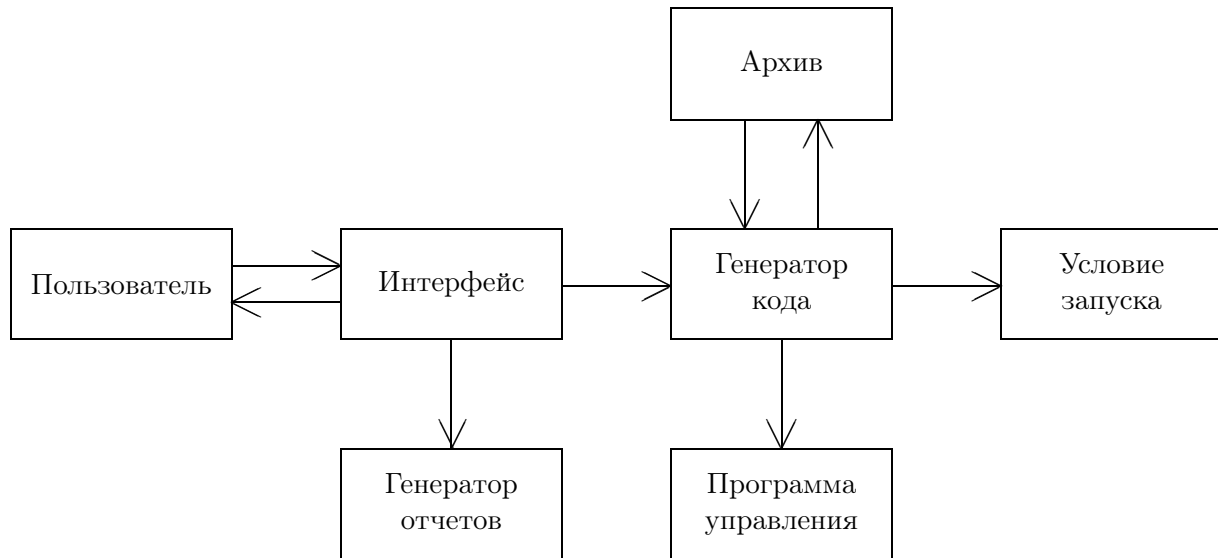 Архив
Пользователь
Интерфейс
Генератор
кода
Условие
запуска
Генератор
отчетов
Программа
управления